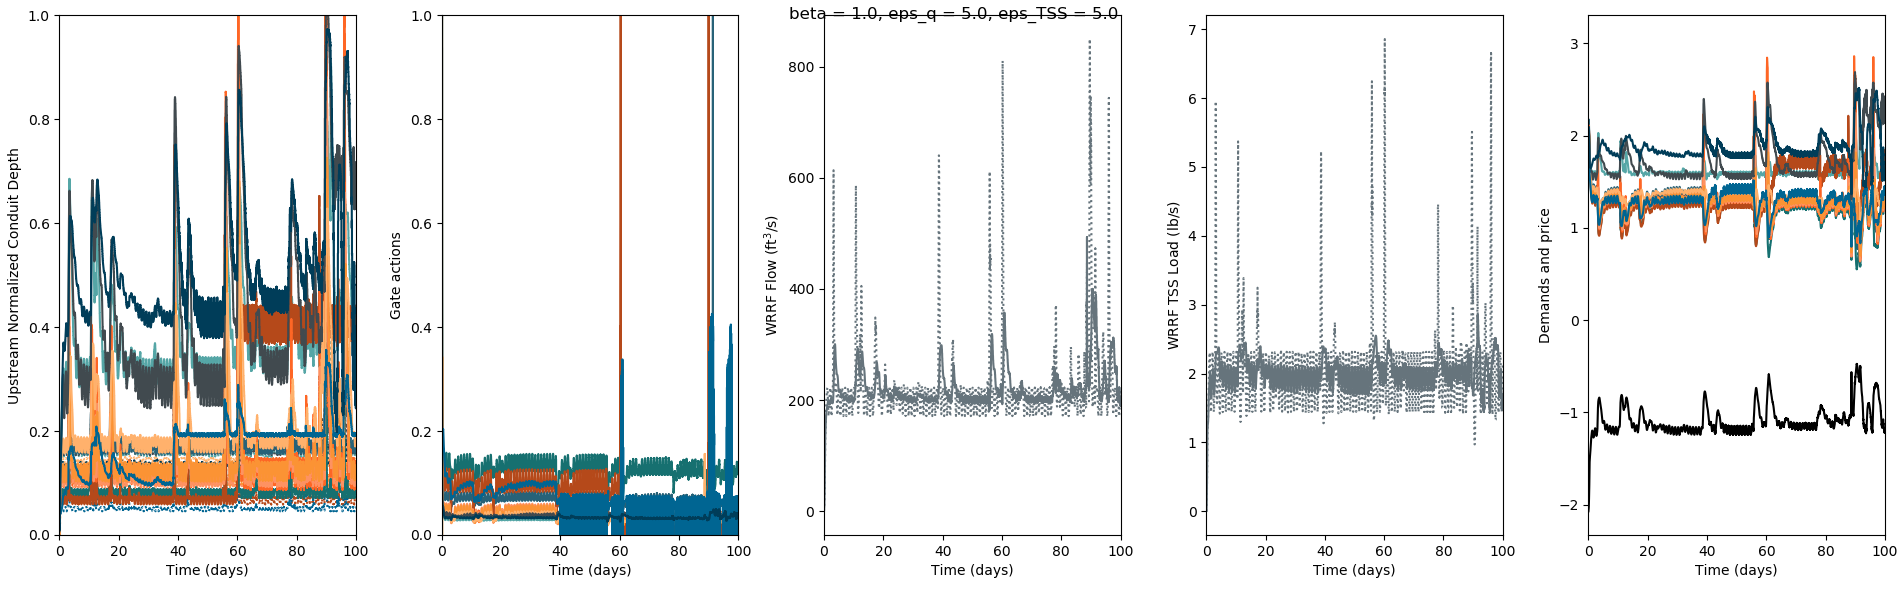 beta = 1.0, eps_q = 5.0, eps_TSS = 5.0
Upstream Normalized Conduit Depth
1.0
0.8
0.6
0.4
0.2
0.0
0 20 40 60 80 100
Time (days)
Gate actions
1.0
0.8
0.6
0.4
0.2
0.0
0 20 40 60 80 100
Time (days)
WRRF Flow (ft³/s)
800
600
400
200
0
0 20 40 60 80 100
Time (days)
WRRF TSS Load (lb/s)
7
6
5
4
3
2
1
0
0 20 40 60 80 100
Time (days)
Demands and price
3
2
1
0
−1
−2
0 20 40 60 80 100
Time (days)